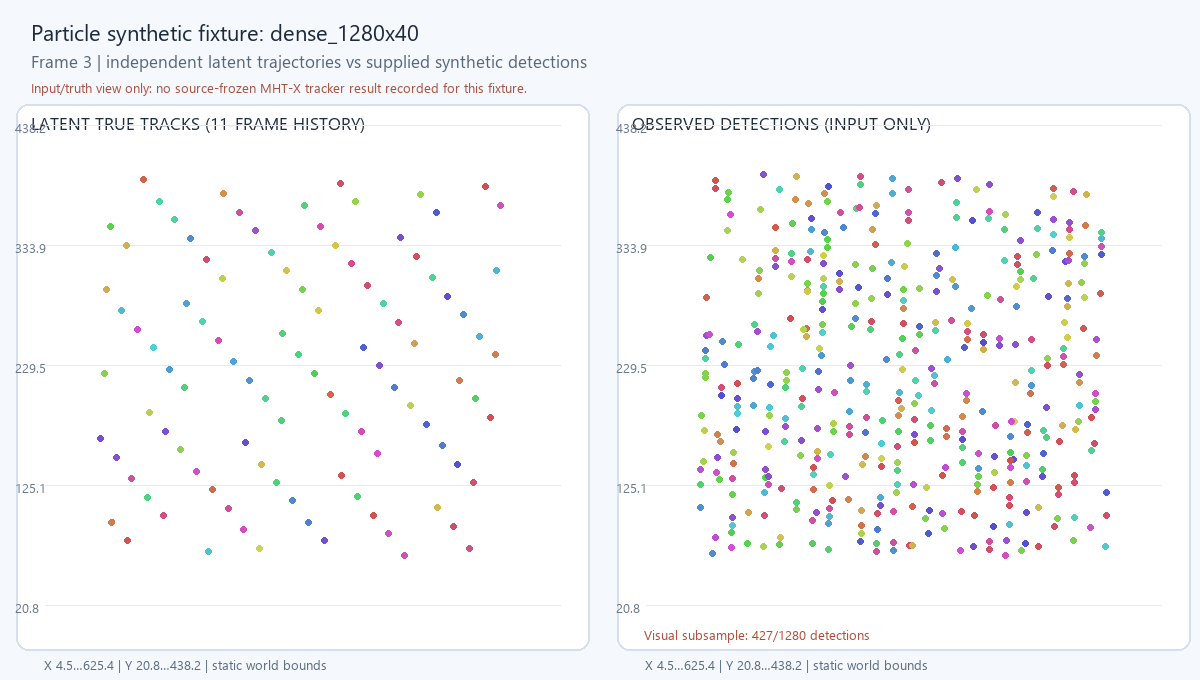 Particle synthetic fixture: dense_1280x40
Frame 3 | independent latent trajectories vs supplied synthetic detections
Input/truth view only: no source-frozen MHT-X tracker result recorded for this fixture.
LATENT TRUE TRACKS (11-FRAME HISTORY)
438.2
333.9
229.5
125.1
20.8
X 4.5…625.4 | Y 20.8…438.2 | static world bounds
OBSERVED DETECTIONS (INPUT ONLY)
438.2
333.9
229.5
125.1
20.8
Visual subsample: 427/1280 detections
X 4.5…625.4 | Y 20.8…438.2 | static world bounds